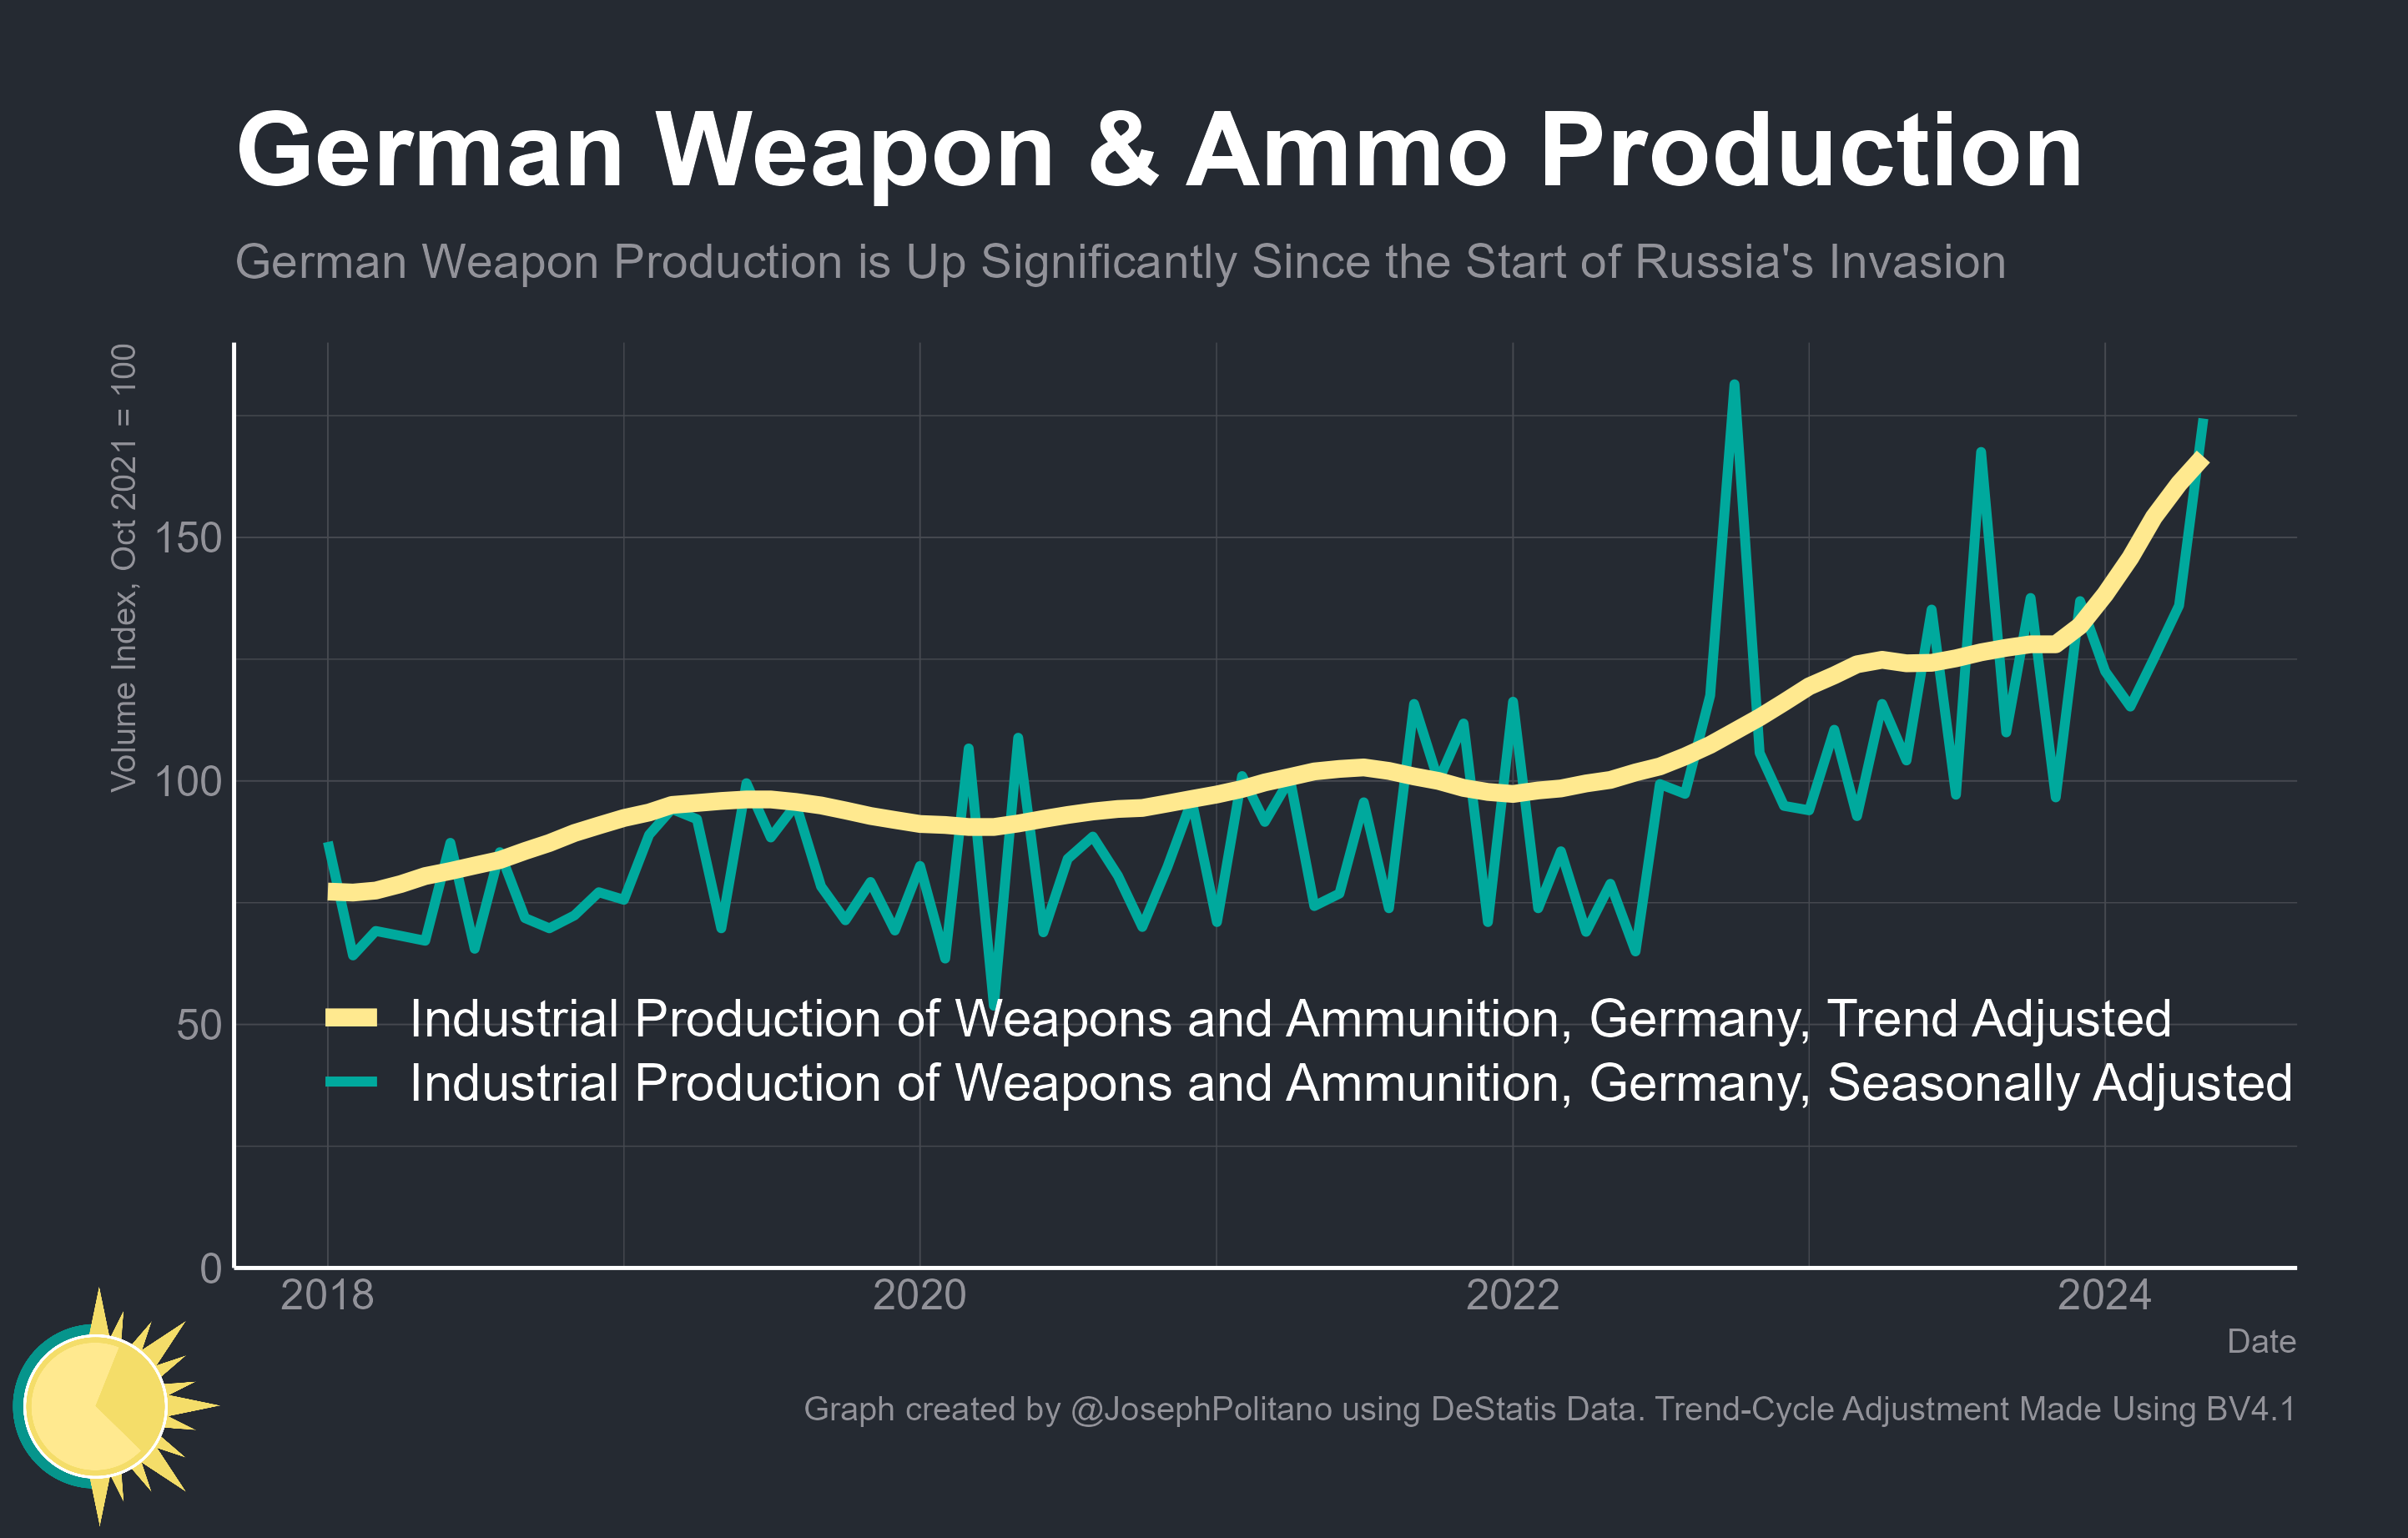 German Weapon & Ammo Production
German Weapon Production is Up Significantly Since the Start of Russia's Invasion
Volume Index, Oct 2021 = 100
150
100
50
0
Industrial Production of Weapons and Ammunition, Germany, Trend Adjusted
Industrial Production of Weapons and Ammunition, Germany, Seasonally Adjusted
2018 2020 2022 2024
Date
Graph created by @JosephPolitano using DeStatis Data. Trend-Cycle Adjustment Made Using BV4.1